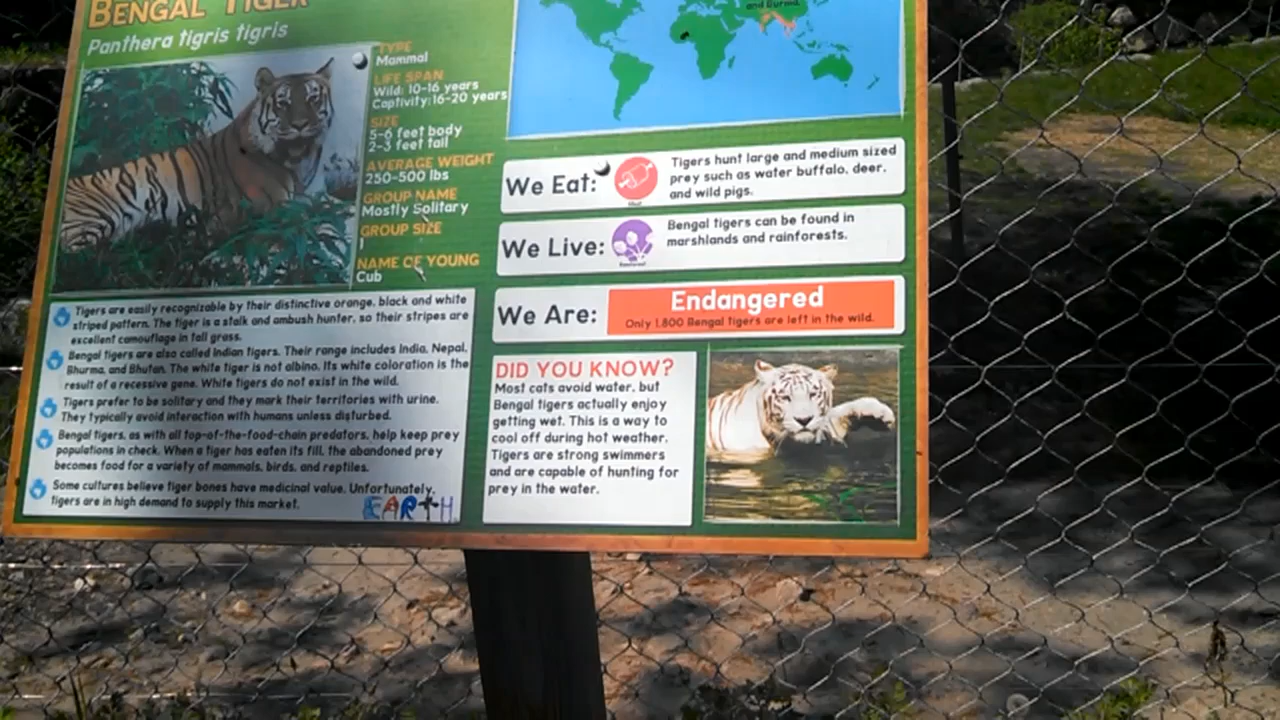 BENGAL TIGER
Panthera tigris tigris
TYPE
Mammal
LIFE SPAN
Wild: 10-16 years
Captivity: 16-20 years
SIZE
5-6 feet body
2-3 feet tail
AVERAGE WEIGHT
250-500 lbs
GROUP NAME
Mostly Solitary
GROUP SIZE
1
NAME OF YOUNG
Cub
and Burma.
We Eat:
Meat
Tigers hunt large and medium sized
prey such as water buffalo, deer,
and wild pigs.
We Live:
Rainforest
Bengal tigers can be found in
marshlands and rainforests.
We Are:
Endangered
Only 1,800 Bengal tigers are left in the wild.
Tigers are easily recognizable by their distinctive orange, black and white
striped pattern. The tiger is a stalk and ambush hunter, so their stripes are
excellent camouflage in tall grass.
Bengal tigers are also called Indian tigers. Their range includes India, Nepal,
Bhurma, and Bhutan. The white tiger is not albino. Its white coloration is the
result of a recessive gene. White tigers do not exist in the wild.
Tigers prefer to be solitary and they mark their territories with urine.
They typically avoid interaction with humans unless disturbed.
Bengal tigers, as with all top-of-the-food-chain predators, help keep prey
populations in check. When a tiger has eaten its fill, the abandoned prey
becomes food for a variety of mammals, birds, and reptiles.
Some cultures believe tiger bones have medicinal value. Unfortunately,
tigers are in high demand to supply this market.
EARTH
DID YOU KNOW?
Most cats avoid water, but
Bengal tigers actually enjoy
getting wet. This is a way to
cool off during hot weather.
Tigers are strong swimmers
and are capable of hunting for
prey in the water.